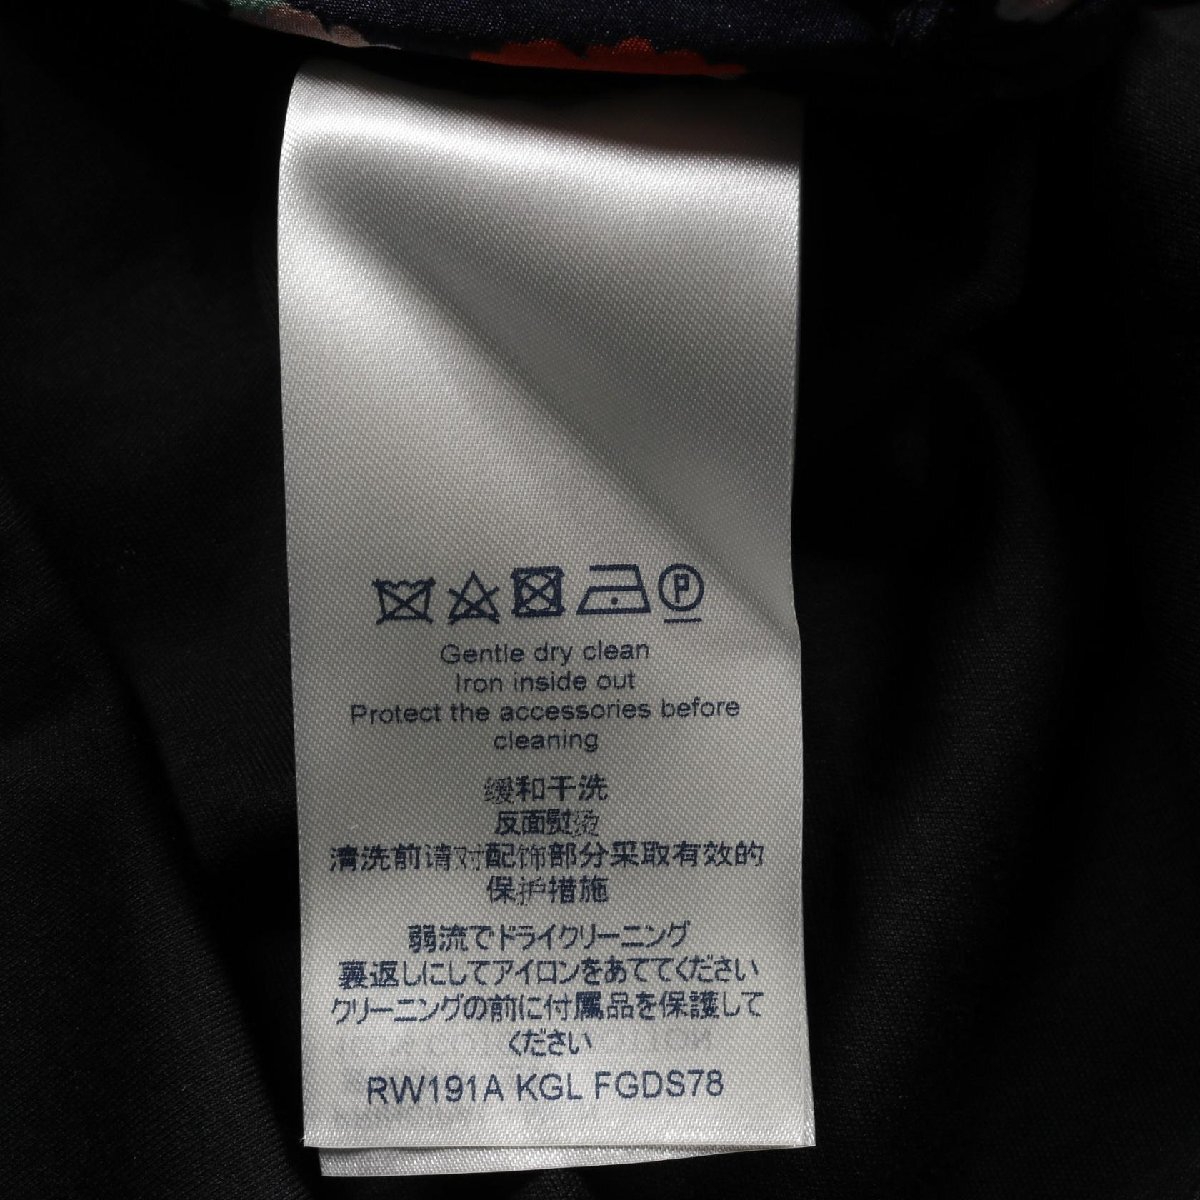 P
Gentle dry clean
Iron inside out
Protect the accessories before
cleaning
缓和干洗
反面熨烫
清洗前请对配饰部分采取有效的
保护措施
弱流でドライクリーニング
裏返しにしてアイロンをあててください
クリーニングの前に付属品を保護して
ください
RW191A KGL FGDS78